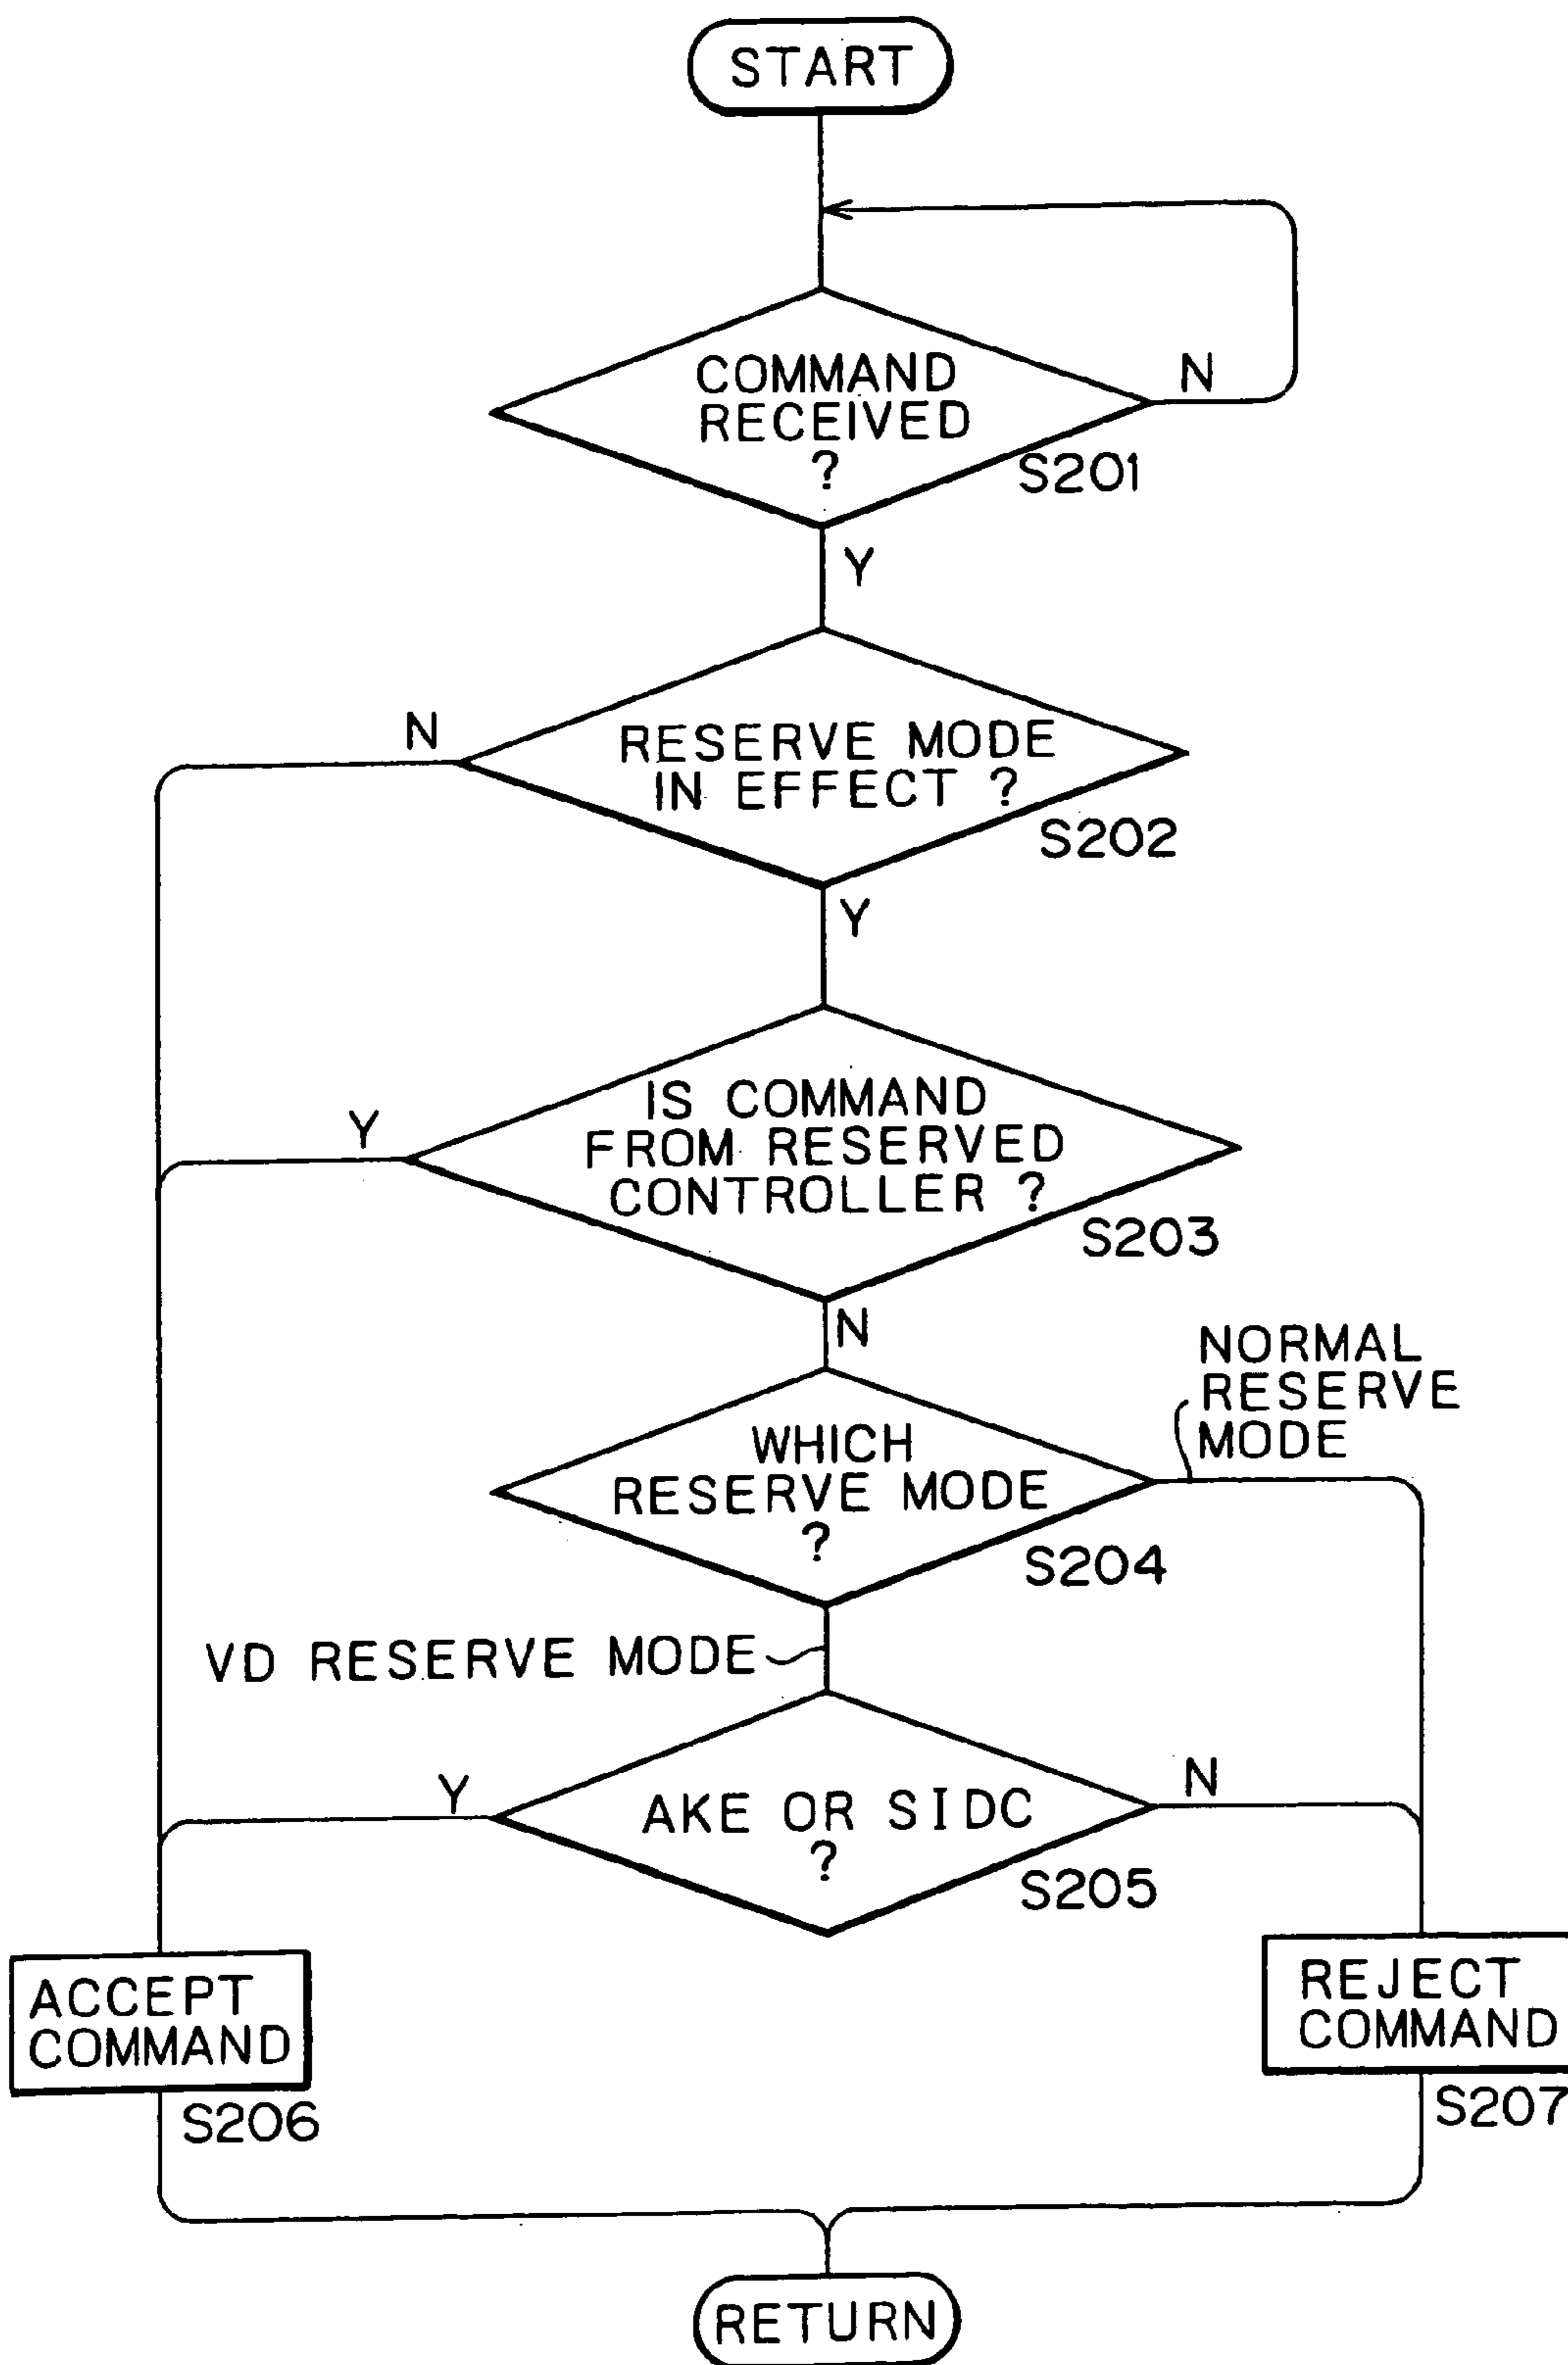 START
COMMAND
RECEIVED
?
N
S201
Y
RESERVE MODE
IN EFFECT ?
N
S202
Y
IS COMMAND
FROM RESERVED
CONTROLLER ?
Y
S203
N
NORMAL
RESERVE
MODE
WHICH
RESERVE MODE
?
S204
VD RESERVE MODE
Y
AKE OR SIDC
?
N
S205
ACCEPT
COMMAND
S206
REJECT
COMMAND
S207
RETURN